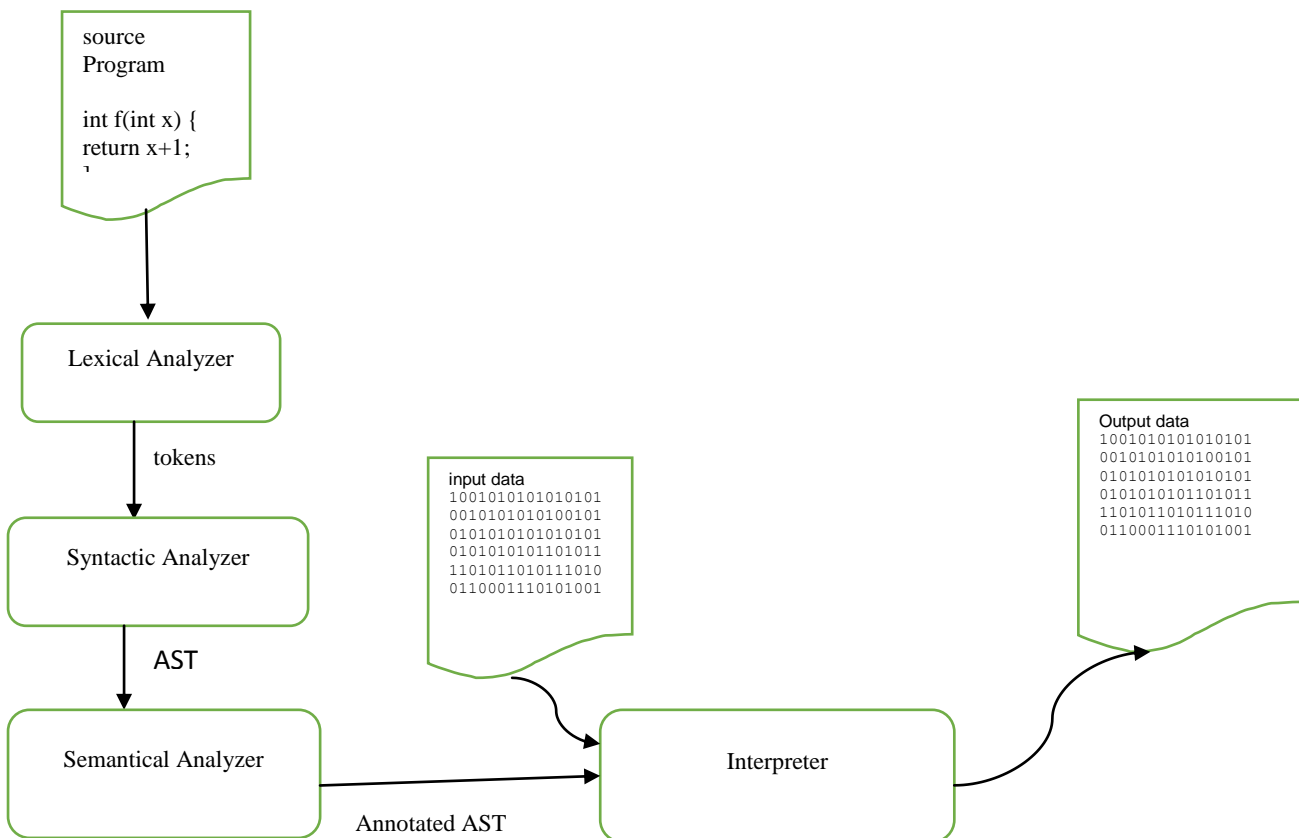 source
Program
int f(int x) {
return x+1;
Lexical Analyzer
tokens
Syntactic Analyzer
AST
Semantical Analyzer
Annotated AST
input data
1001010101010101
0010101010100101
0101010101010101
0101010101101011
1101011010111010
0110001110101001
Interpreter
Output data
1001010101010101
0010101010100101
0101010101010101
0101010101101011
1101011010111010
0110001110101001